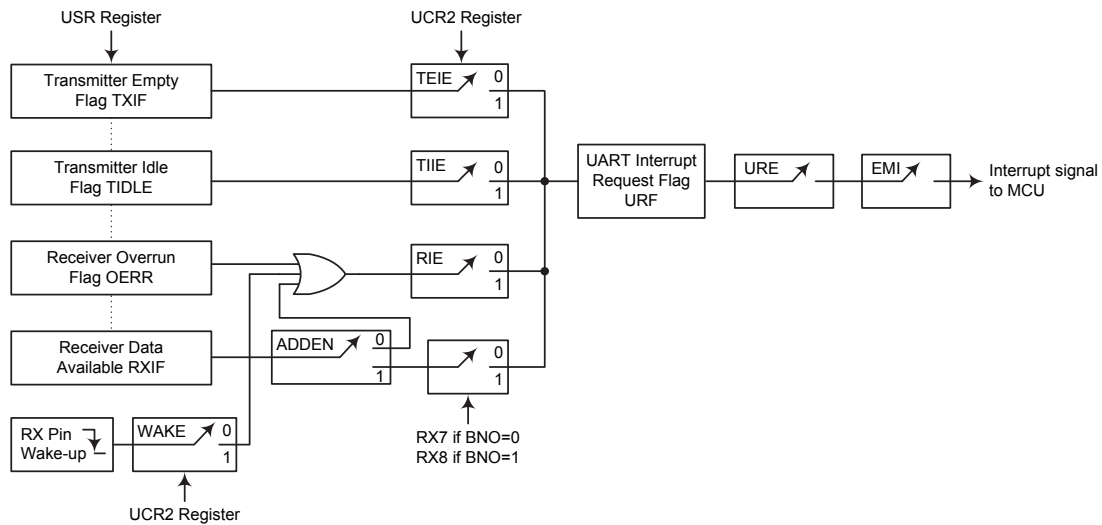 USR Register
UCR2 Register
Transmitter Empty
Flag TXIF
TEIE
0
1
Transmitter Idle
Flag TIDLE
TIIE
0
1
UART Interrupt
Request Flag
URF
URE
EMI
Interrupt signal
to MCU
Receiver Overrun
Flag OERR
RIE
0
1
Receiver Data
Available RXIF
ADDEN
0
1
0
1
RX7 if BNO=0
RX8 if BNO=1
RX Pin
Wake-up
WAKE
0
1
UCR2 Register